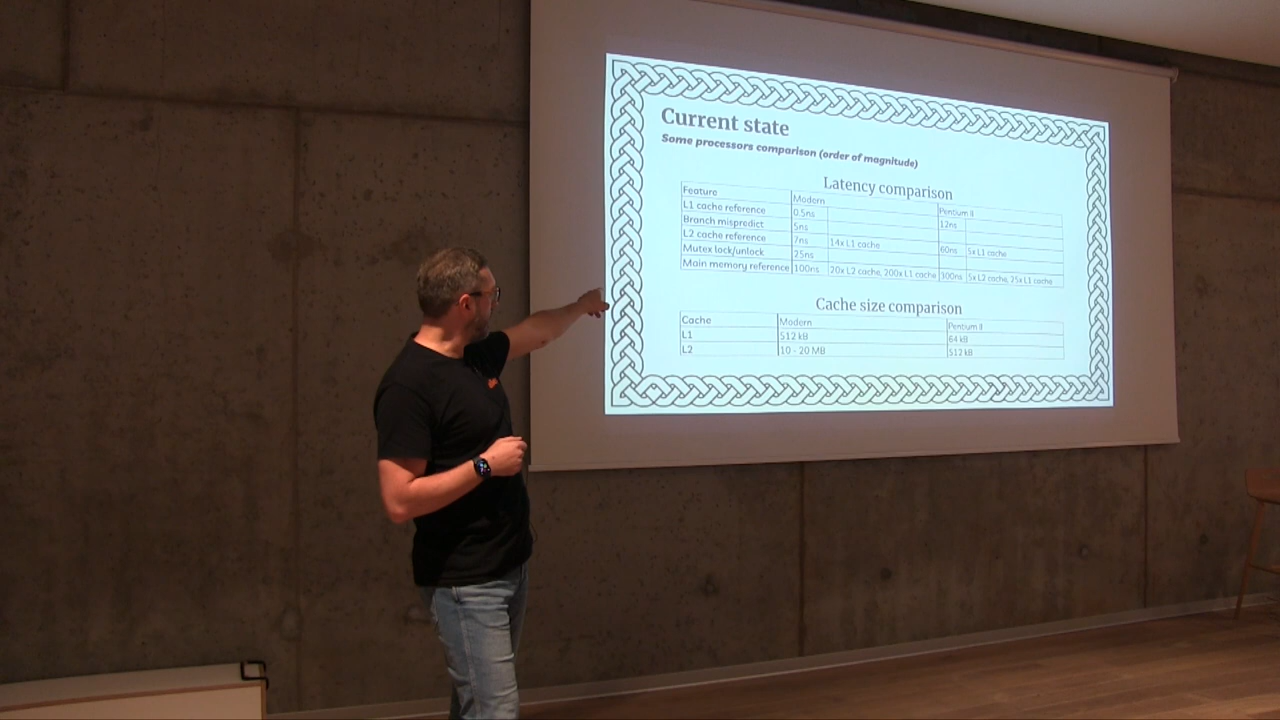 Current state
Some processors comparison (order of magnitude)
Latency comparison
Feature Modern Pentium II
L1 cache reference 0.5ns 12ns
Branch mispredict 5ns
L2 cache reference 7ns 14x L1 cache 60ns 5x L1 cache
Mutex lock/unlock 25ns
Main memory reference 100ns 20x L2 cache, 200x L1 cache 300ns 5x L2 cache, 25x L1 cache
Cache size comparison
Cache Modern Pentium II
L1 512 kB 64 kB
L2 10 - 20 MB 512 kB